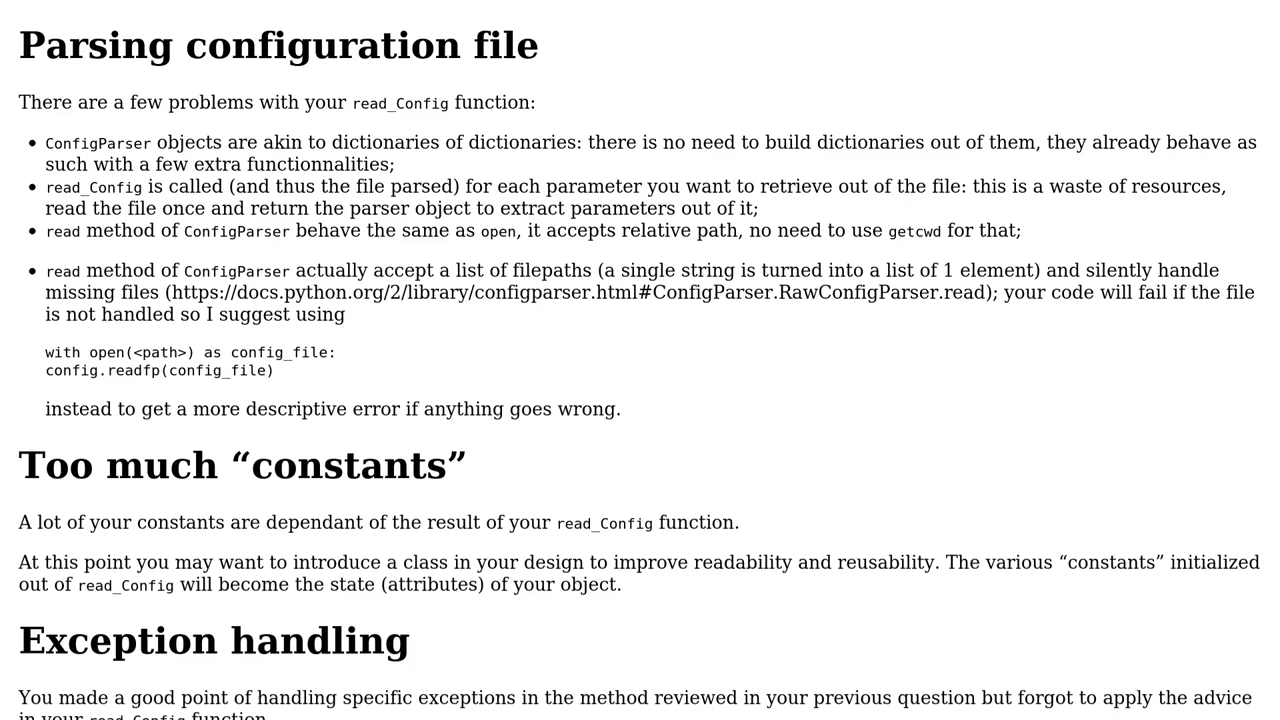 Parsing configuration file
There are a few problems with your read_Config function:
ConfigParser objects are akin to dictionaries of dictionaries: there is no need to build dictionaries out of them, they already behave as
such with a few extra functionnalities;
read_Config is called (and thus the file parsed) for each parameter you want to retrieve out of the file: this is a waste of resources,
read the file once and return the parser object to extract parameters out of it;
read method of ConfigParser behave the same as open, it accepts relative path, no need to use getcwd for that;
read method of ConfigParser actually accept a list of filepaths (a single string is turned into a list of 1 element) and silently handle
missing files (https://docs.python.org/2/library/configparser.html#ConfigParser.RawConfigParser.read); your code will fail if the file
is not handled so I suggest using
with open(<path>) as config_file:
config.readfp(config_file)
instead to get a more descriptive error if anything goes wrong.
Too much “constants”
A lot of your constants are dependant of the result of your read_Config function.
At this point you may want to introduce a class in your design to improve readability and reusability. The various “constants” initialized
out of read_Config will become the state (attributes) of your object.
Exception handling
You made a good point of handling specific exceptions in the method reviewed in your previous question but forgot to apply the advice
in your read_Config function.